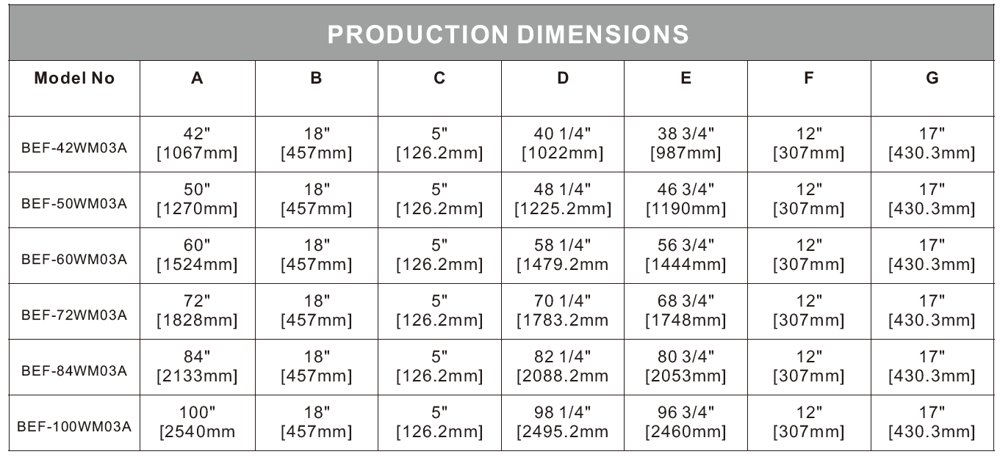 PRODUCTION DIMENSIONS
Model No A B C D E F G
42" 18" 5" 40 1/4" 38 3/4" 12" 17"
BEF-42WM03A [1067mm] [457mm] [126.2mm] [1022mm] [987mm] [307mm] [430.3mm]
50" 18" 5" 48 1/4" 46 3/4" 12" 17"
BEF-50WM03A [1270mm] [457mm] [126.2mm] [1225.2mm] [1190mm] [307mm] [430.3mm]
60" 18" 5" 58 1/4" 56 3/4" 12" 17"
BEF-60WM03A [1524mm] [457mm] [126.2mm] [1479.2mm [1444mm] [307mm] [430.3mm]
72" 18" 5" 70 1/4" 68 3/4" 12" 17"
BEF-72WM03A [1828mm] [457mm] [126.2mm] [1783.2mm [1748mm] [307mm] [430.3mm]
84" 18" 5" 82 1/4" 80 3/4" 12" 17"
BEF-84WM03A [2133mm] [457mm] [126.2mm] [2088.2mm [2053mm] [307mm] [430.3mm]
100" 18" 5" 98 1/4" 96 3/4" 12" 17"
BEF-100WM03A [2540mm [457mm] [126.2mm] [2495.2mm [2460mm] [307mm] [430.3mm]